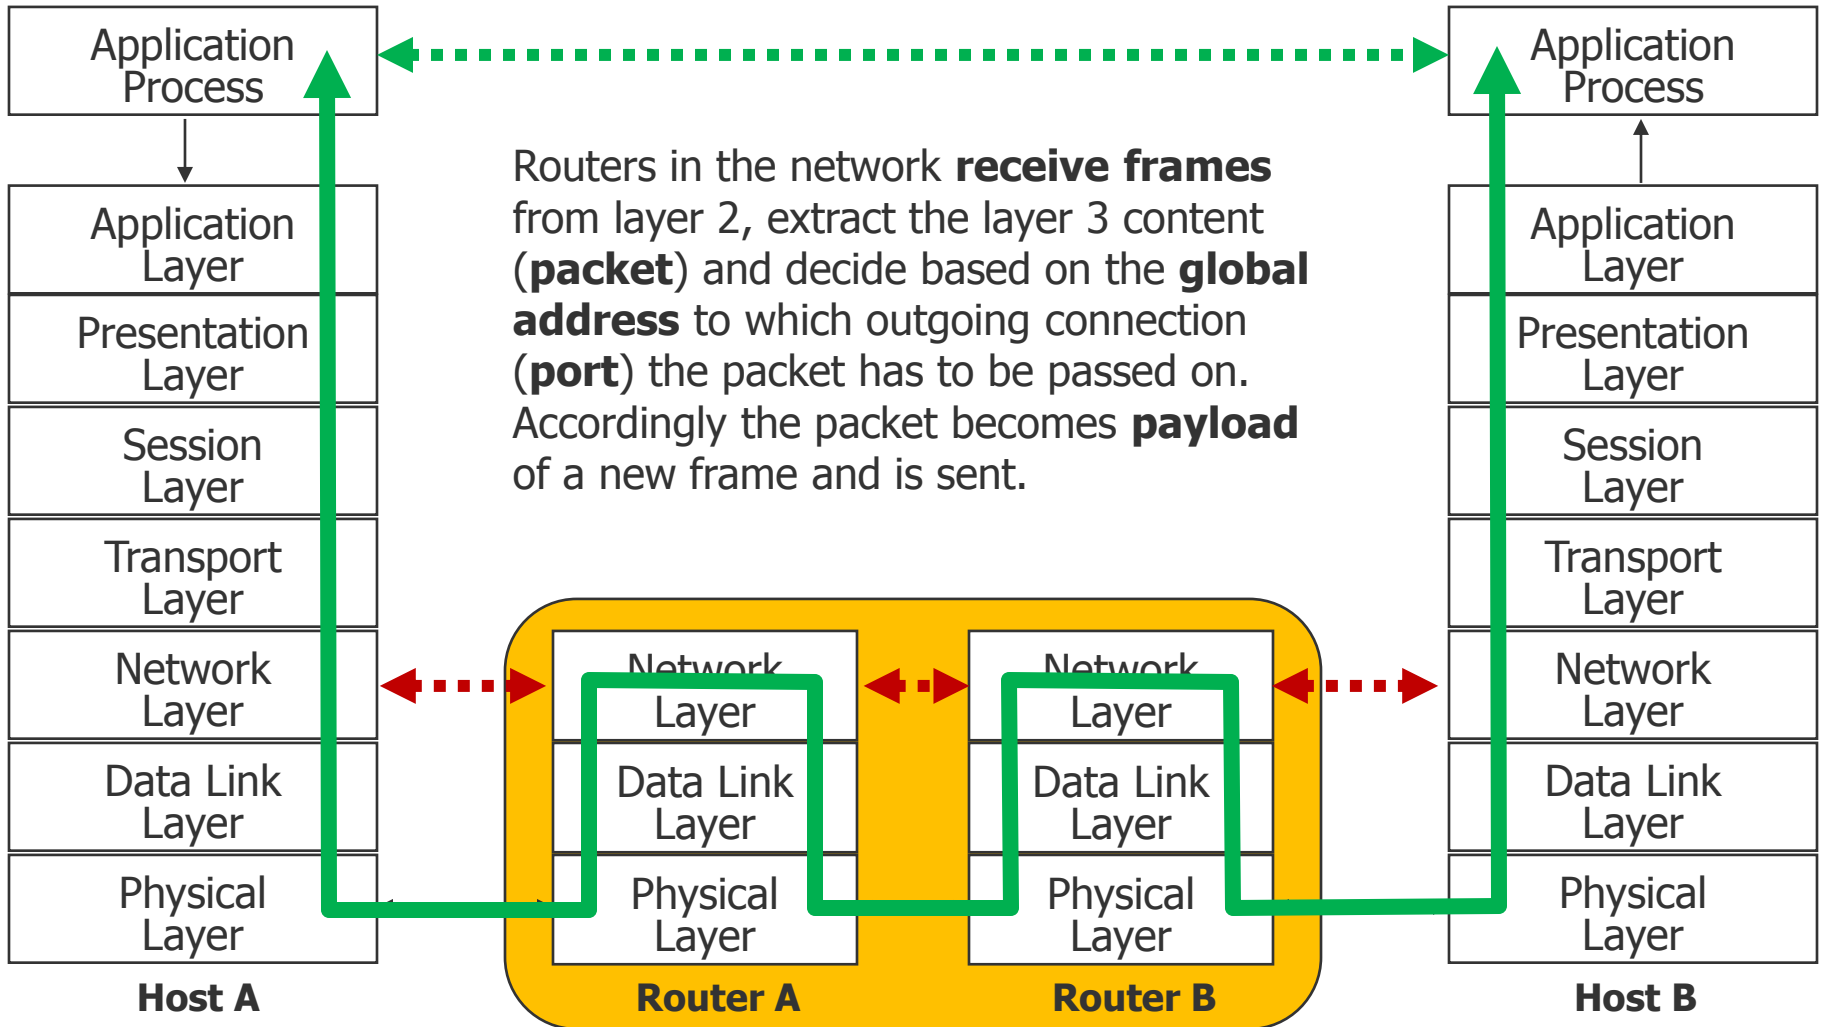 Application
Process
Application
Layer
Presentation
Layer
Session
Layer
Transport
Layer
Network
Layer
Data Link
Layer
Physical
Layer
Host A
Routers in the network receive frames
from layer 2, extract the layer 3 content
(packet) and decide based on the global
address to which outgoing connection
(port) the packet has to be passed on.
Accordingly the packet becomes payload
of a new frame and is sent.
Network
Layer
Data Link
Layer
Physical
Layer
Router A
Network
Layer
Data Link
Layer
Physical
Layer
Router B
Application
Process
Application
Layer
Presentation
Layer
Session
Layer
Transport
Layer
Network
Layer
Data Link
Layer
Physical
Layer
Host B